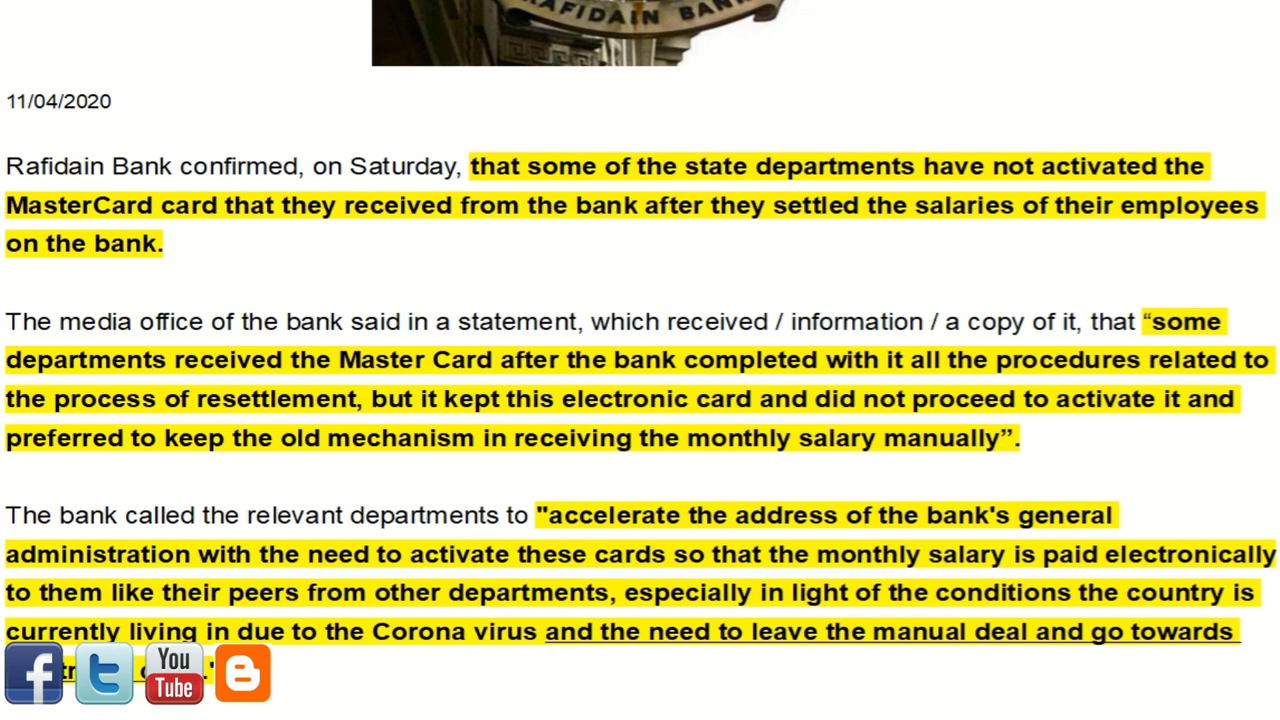 RAFIDAIN BANK
11/04/2020
Rafidain Bank confirmed, on Saturday, that some of the state departments have not activated the
MasterCard card that they received from the bank after they settled the salaries of their employees
on the bank.
The media office of the bank said in a statement, which received / information / a copy of it, that “some
departments received the Master Card after the bank completed with it all the procedures related to
the process of resettlement, but it kept this electronic card and did not proceed to activate it and
preferred to keep the old mechanism in receiving the monthly salary manually”.
The bank called the relevant departments to "accelerate the address of the bank's general
administration with the need to activate these cards so that the monthly salary is paid electronically
to them like their peers from other departments, especially in light of the conditions the country is
currently living in due to the Corona virus and the need to leave the manual deal and go towards
You
Tube